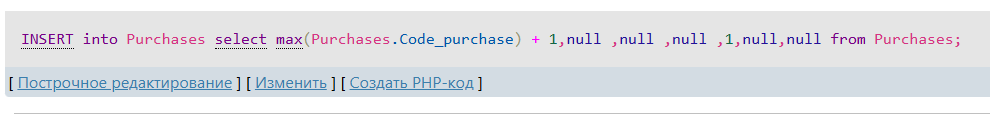 INSERT into Purchases select max(Purchases.Code_purchase) + 1,null ,null ,null ,1,null,null from Purchases;
[ Построчное редактирование ] [ Изменить ] [ Создать PHP-код ]